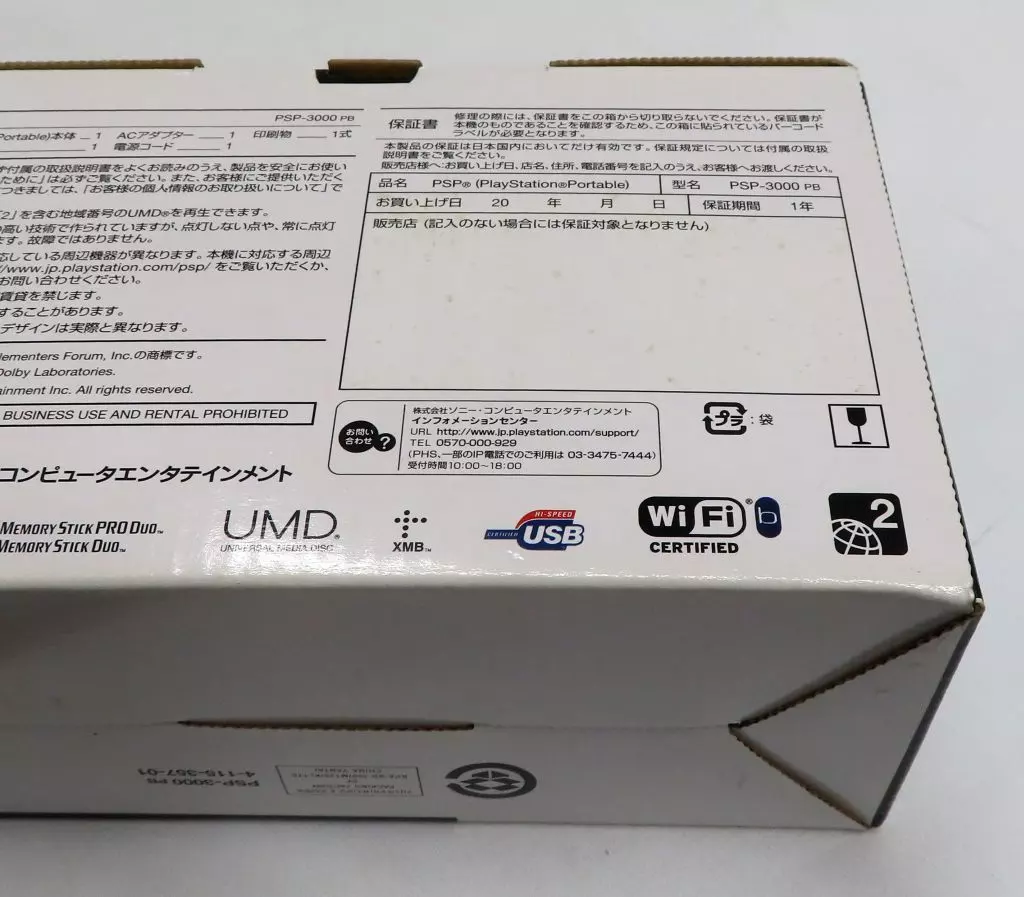 PSP-3000 PB
Portable)本体 1 ACアダプター 1 印刷物 1式
1 電源コード 1
付属の取扱説明書をよくお読みのうえ、製品を安全にお使い
ために」は必ずご覧ください。また、お客様にご提供いただく
つきましては、「お客様の個人情報のお取り扱いについて」で
2」を含む地域番号のUMD®を再生できます。
高い技術で作られていますが、点灯しない点や、常に点灯
ます。故障ではありません。
応している周辺機器が異なります。本機に対応する周辺
/www.jp.playstation.com/psp/ をご覧いただくか、
お問い合わせください。
賃貸を禁じます。
することがあります。
デザインは実際と異なります。
lementers Forum, Inc.の商標です。
Dolby Laboratories.
ainment Inc. All rights reserved.
BUSINESS USE AND RENTAL PROHIBITED
コンピュータエンタテインメント
保証書
修理の際には、保証書をこの箱から切り取らないでください。保証書が
本機のものであることを確認するため、この箱に貼られているバーコード
ラベルが必要となります。
本製品の保証は日本国内においてだけ有効です。保証規定については付属の取扱
説明書をご覧ください。
販売店様へ:お買い上げ日、店名、住所、電話番号を記入のうえ、お客様へお渡しください。
品名 PSP® (PlayStation®Portable) 型名 PSP-3000 PB
お買い上げ日 20 年 月 日 保証期間 1年
販売店 (記入のない場合には保証対象となりません)
お問い
合わせ ?
株式会社ソニー・コンピュータエンタテインメント
インフォメーションセンター
URL http://www.jp.playstation.com/support/
TEL 0570-000-929
(PHS、一部のIP電話でのご利用は 03-3475-7444)
受付時間10:00~18:00
プラ : 袋
MEMORY STICK PRO DUO™
MEMORY STICK DUO™
UMD®
UNIVERSAL MEDIA DISC
XMB™
HI-SPEED
CERTIFIED USB
Wi Fi ® b
CERTIFIED
2
PSP-3000 PB
4-115-357-01